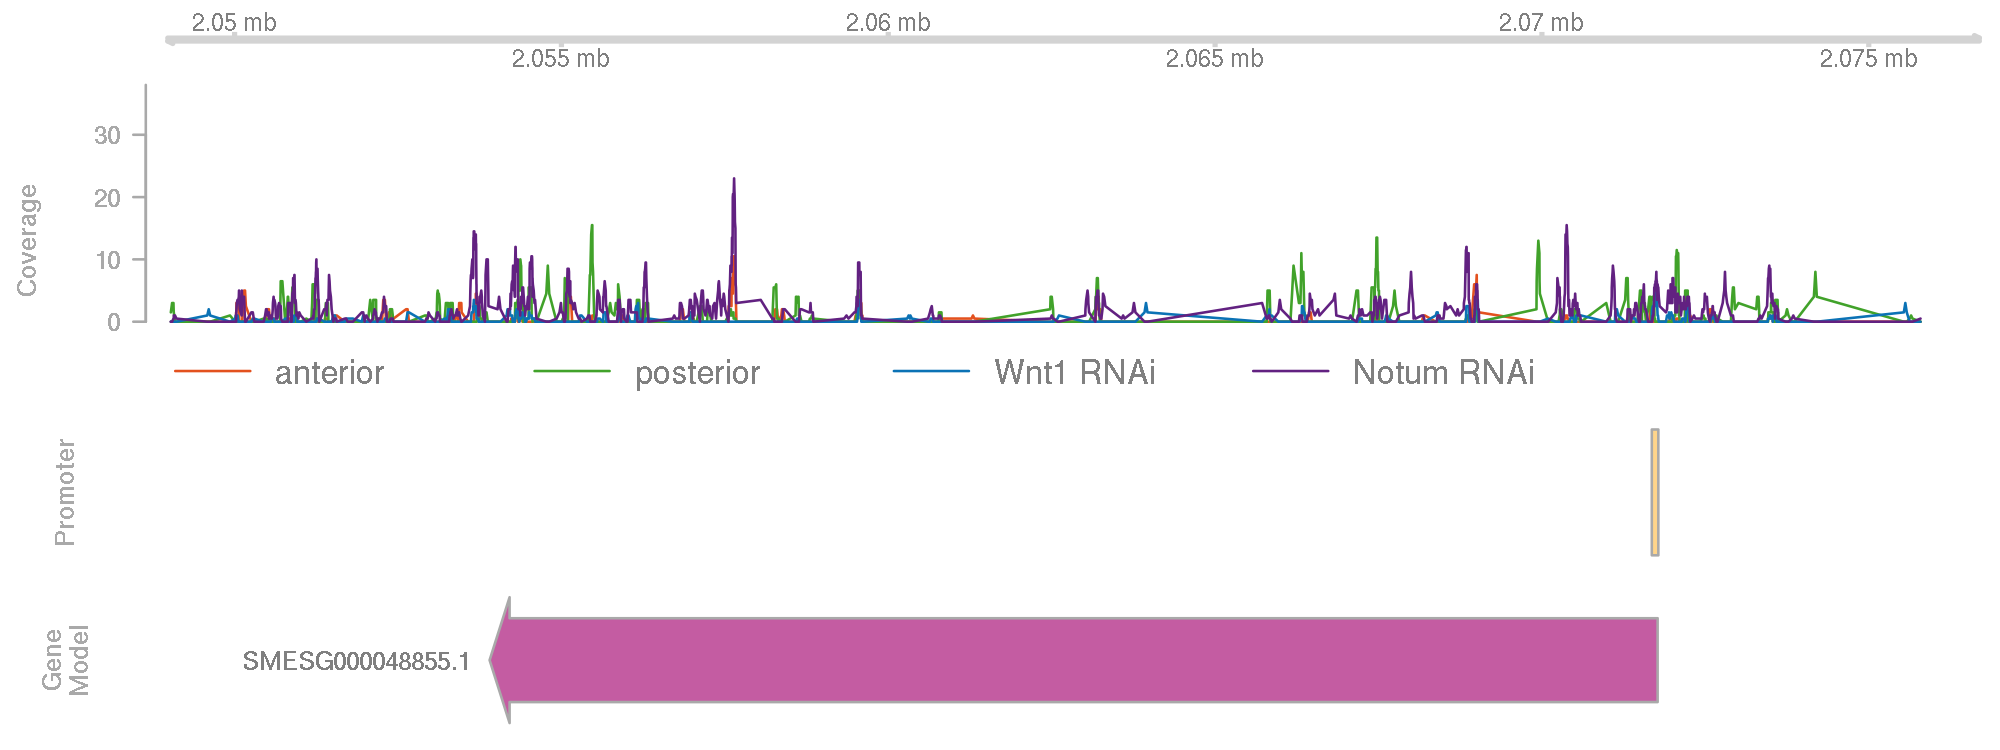 2.05 mb 2.06 mb 2.07 mb
2.055 mb 2.065 mb 2.075 mb
Coverage
30
20
10
0
anterior posterior Wnt1 RNAi Notum RNAi
Promoter
Gene
Model
SMESG000048855.1